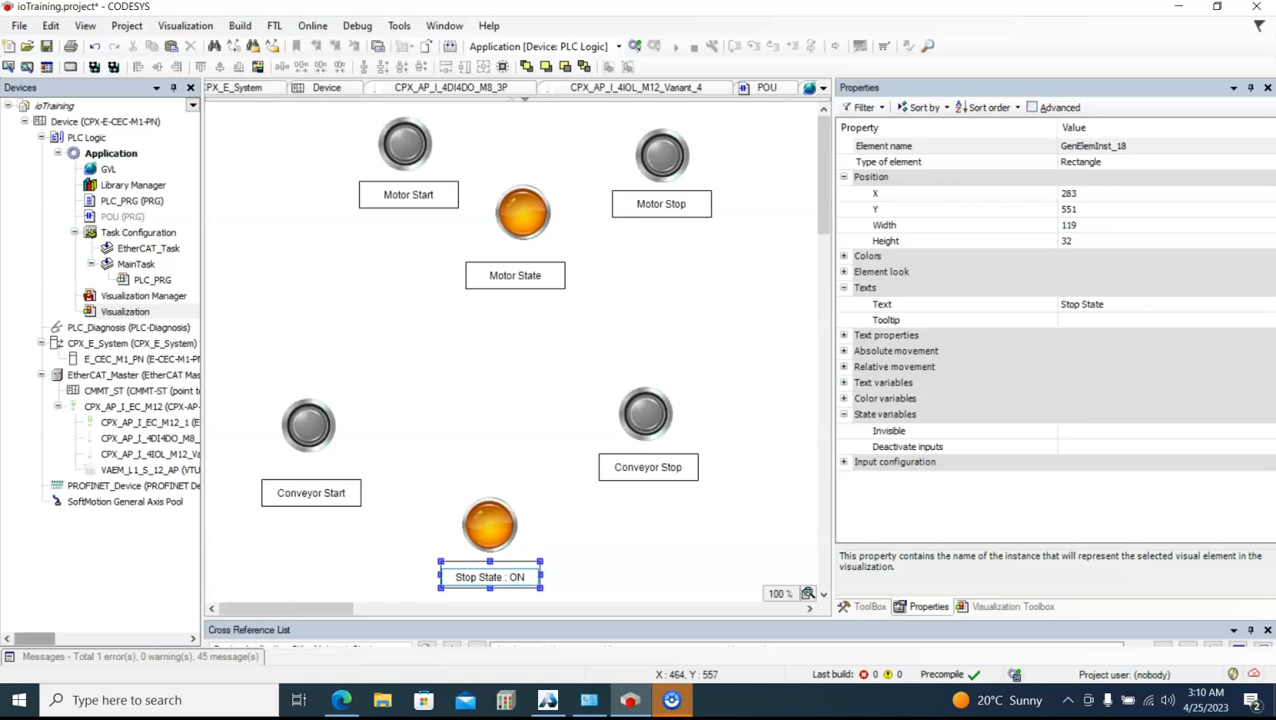 ioTraining.project* - CODESYS
File Edit View Project Visualization Build FTL Online Debug Tools Window Help
Application [Device: PLC Logic]
Devices
ioTraining
Device (CPX-E-CEC-M1-PN)
PLC Logic
Application
GVL
Library Manager
PLC_PRG (PRG)
POU (PRG)
Task Configuration
EtherCAT_Task
MainTask
PLC_PRG
Visualization Manager
Visualization
PLC_Diagnosis (PLC-Diagnosis)
CPX_E_System (CPX_E_System)
E_CEC_M1_PN (E-CEC-M1-PN
EtherCAT_Master (EtherCAT Mas
CMMT_ST (CMMT-ST (point to
CPX_AP_I_EC_M12 (CPX-AP-
CPX_AP_I_EC_M12_1 (E
CPX_AP_I_4DI4DO_M8_
CPX_AP_I_4IOL_M12_Va
VAEM_L1_S_12_AP (VTU
PROFINET_Device (PROFINET Dev
SoftMotion General Axis Pool
CPX_E_System Device CPX_AP_I_4DI4DO_M8_3P CPX_AP_I_4IOL_M12_Variant_4 POU
Motor Start
Motor Stop
Motor State
Conveyor Start
Conveyor Stop
Stop State : ON
100 %
Cross Reference List
Properties
Filter Sort by Sort order Advanced
Property Value
Element name GenElemInst_18
Type of element Rectangle
Position
X 283
Y 551
Width 119
Height 32
Colors
Element look
Texts
Text Stop State
Tooltip
Text properties
Absolute movement
Relative movement
Text variables
Color variables
State variables
Invisible
Deactivate inputs
Input configuration
This property contains the name of the instance that will represent the selected visual element in the
visualization.
ToolBox Properties Visualization Toolbox
Messages - Total 1 error(s), 0 warning(s), 45 message(s)
X : 464, Y : 557
Last build: 0 0 Precompile
Project user: (nobody)
Type here to search
20°C Sunny
3:10 AM
4/25/2023
2